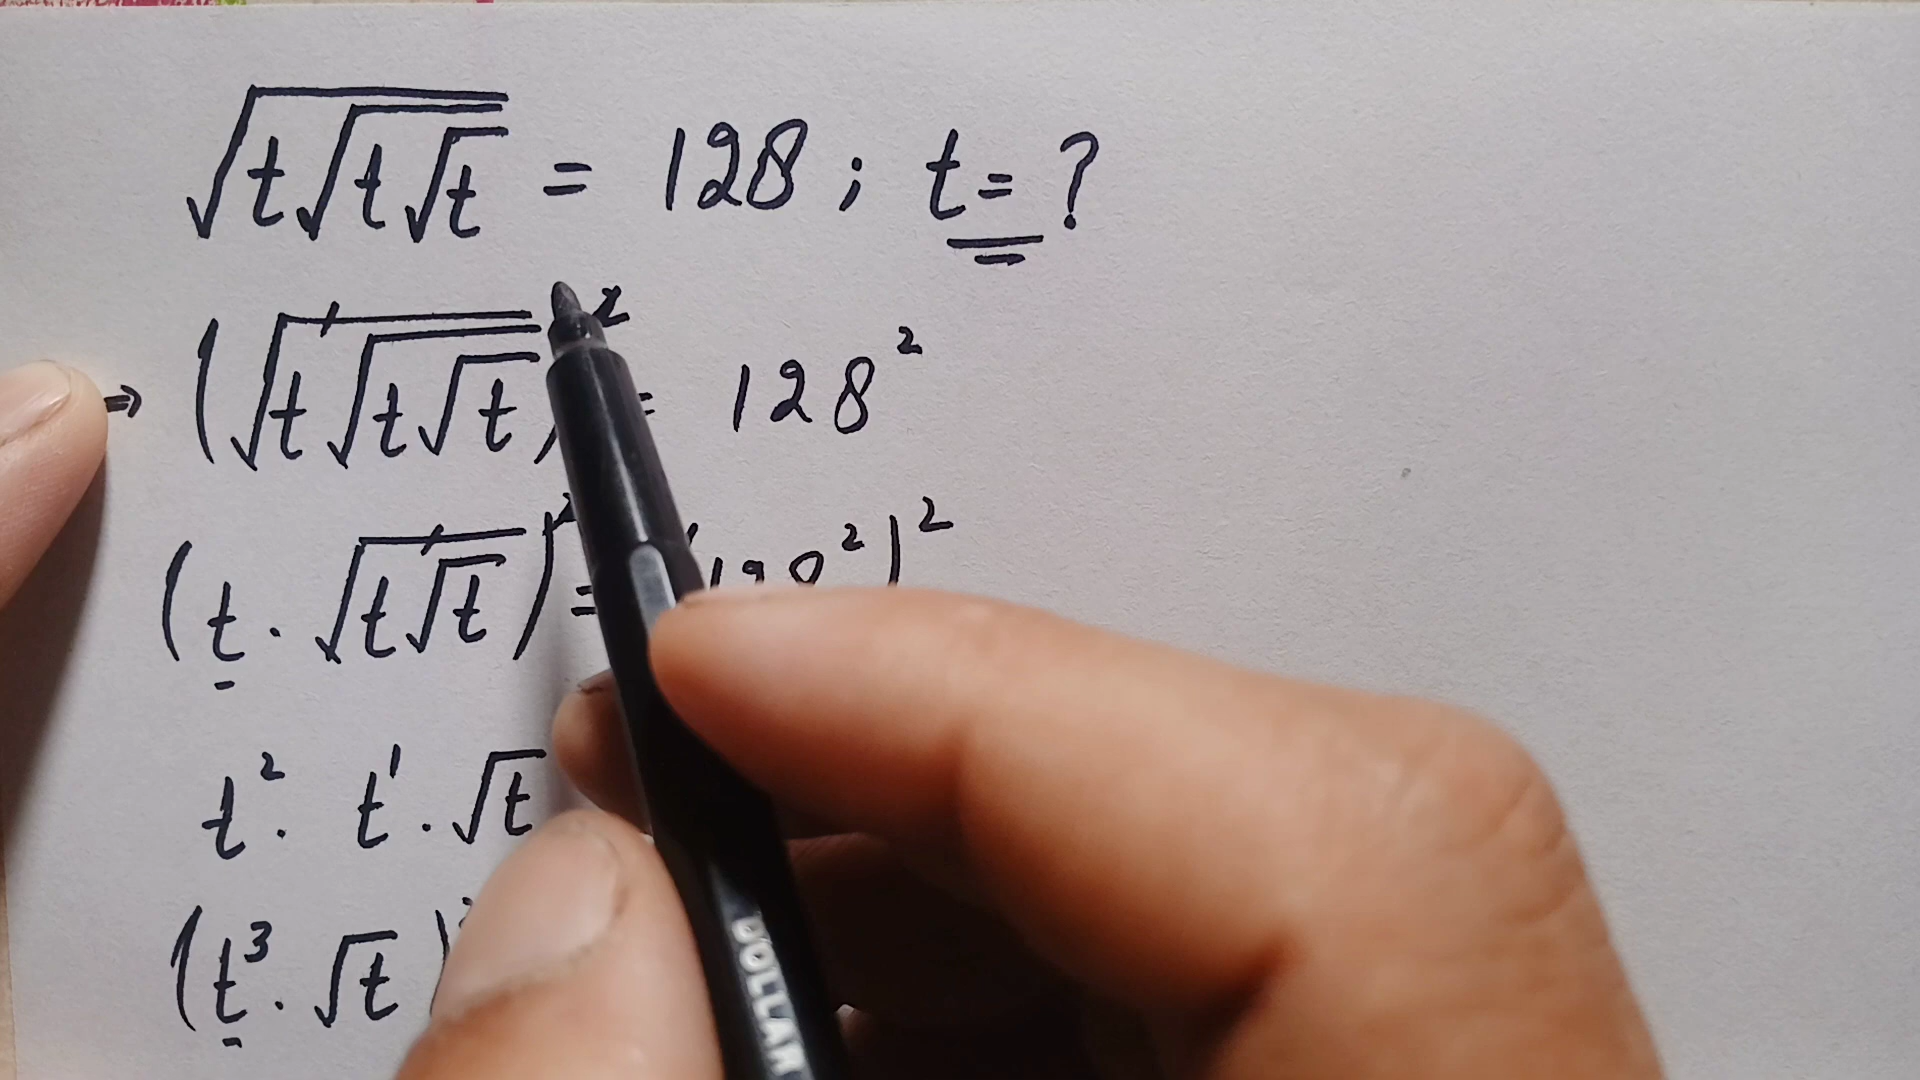 √(t√(t√t)) = 128 ; t = ?
⇒ (√(t√(t√t)))² = 128²
(t . √(t√t))² = (128²)²
t² . t¹ . √t
(t³ . √t)
DOLLAR